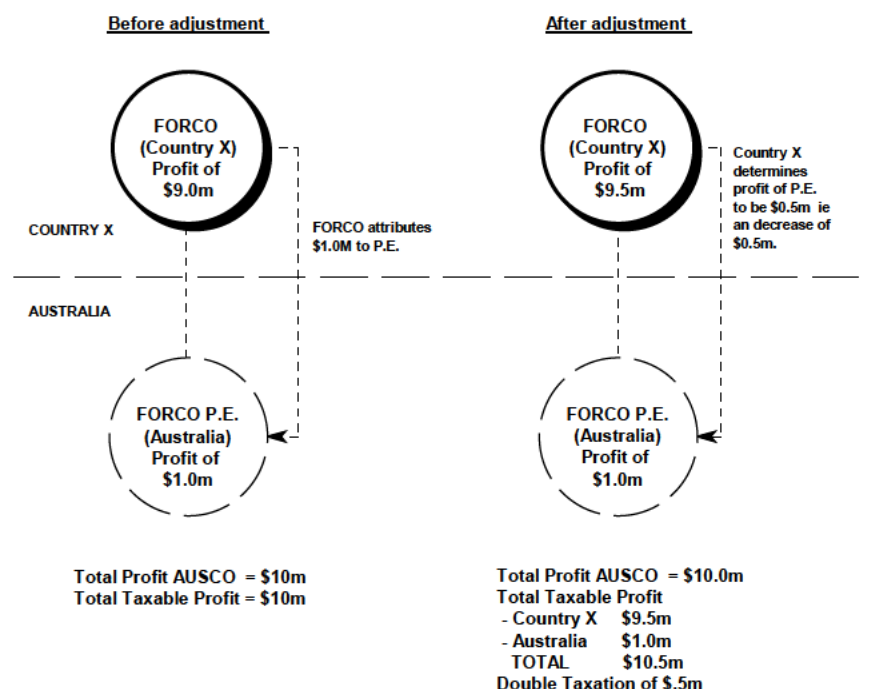 Before adjustment
FORCO
(Country X)
Profit of
$9.0m
COUNTRY X
FORCO attributes
$1.0M to P.E.
AUSTRALIA
FORCO P.E.
(Australia)
Profit of
$1.0m
Total Profit AUSCO = $10m
Total Taxable Profit = $10m
After adjustment
FORCO
(Country X)
Profit of
$9.5m
Country X
determines
profit of P.E.
to be $0.5m ie
an decrease of
$0.5m.
FORCO P.E.
(Australia)
Profit of
$1.0m
Total Profit AUSCO = $10.0m
Total Taxable Profit
- Country X $9.5m
- Australia $1.0m
TOTAL $10.5m
Double Taxation of $.5m